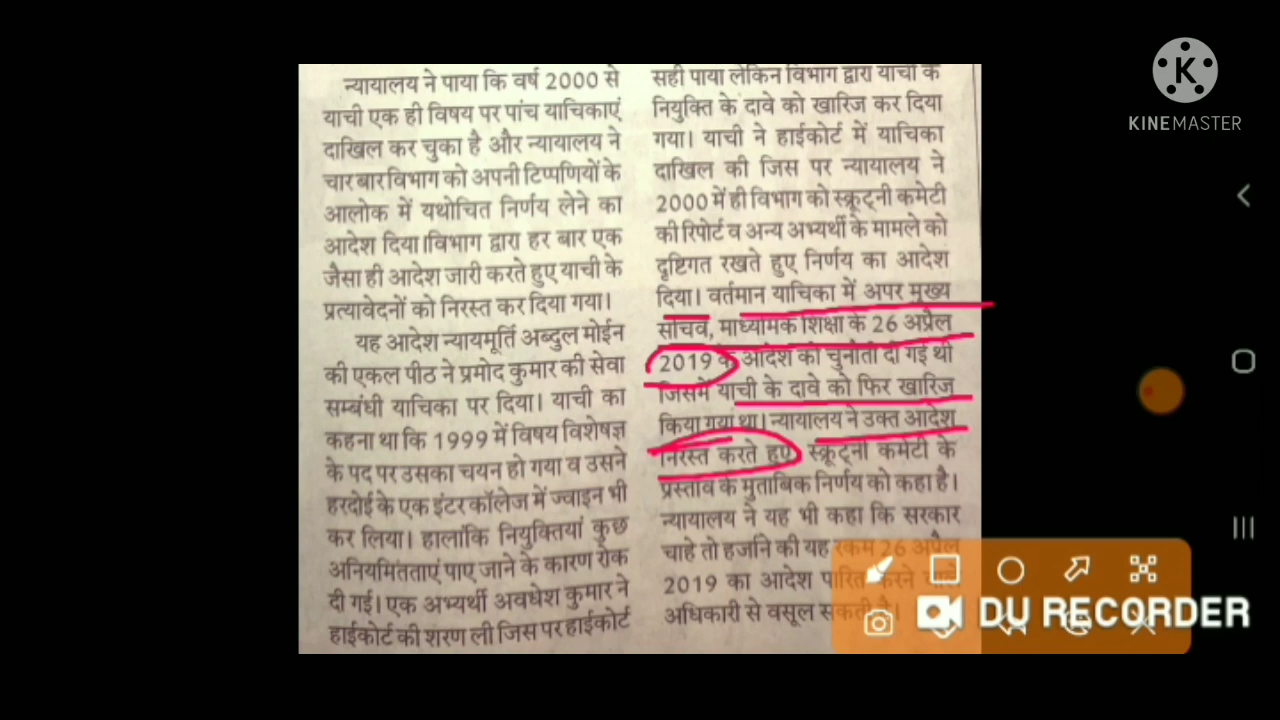 न्यायालय ने पाया कि वर्ष 2000 से
याची एक ही विषय पर पांच याचिकाएं
दाखिल कर चुका है और न्यायालय ने
चार बार विभाग को अपनी टिप्पणियों के
आलोक में यथोचित निर्णय लेने का
आदेश दिया।विभाग द्वारा हर बार एक
जैसा ही आदेश जारी करते हुए याची के
प्रत्यावेदनों को निरस्त कर दिया गया।
यह आदेश न्यायमूर्ति अब्दुल मोईन
की एकल पीठ ने प्रमोद कुमार की सेवा
सम्बंधी याचिका पर दिया। याची का
कहना था कि 1999 में विषय विशेषज्ञ
के पद पर उसका चयन हो गया व उसने
हरदोई के एक इंटर कॉलेज में ज्वाइन भी
कर लिया। हालांकि नियुक्तियां कुछ
अनियमितताएं पाए जाने के कारण रोक
दी गई। एक अभ्यर्थी अवधेश कुमार ने
हाईकोर्ट की शरण ली जिस पर हाईकोर्ट
सही पाया लेकिन विभाग द्वारा याची के
नियुक्ति के दावे को खारिज कर दिया
गया। याची ने हाईकोर्ट में याचिका
दाखिल की जिस पर न्यायालय ने
2000 में ही विभाग को स्क्रूट्नी कमेटी
की रिपोर्ट व अन्य अभ्यर्थी के मामले को
दृष्टिगत रखते हुए निर्णय का आदेश
दिया। वर्तमान याचिका में अपर मुख्य
सचिव, माध्यमिक शिक्षा के 26 अप्रैल
2019 के आदेश को चुनौती दी गई थी
जिसमें याची के दावे को फिर खारिज
किया गया था। न्यायालय ने उक्त आदेश
निरस्त करते हुए स्क्रूट्नी कमेटी के
प्रस्ताव के मुताबिक निर्णय को कहा है।
न्यायालय ने यह भी कहा कि सरकार
चाहे तो हर्जाने की यह रकम 26 अप्रैल
2019 का आदेश पारित करने वाले
अधिकारी से वसूल सकती है।
KINEMASTER
DU RECORDER